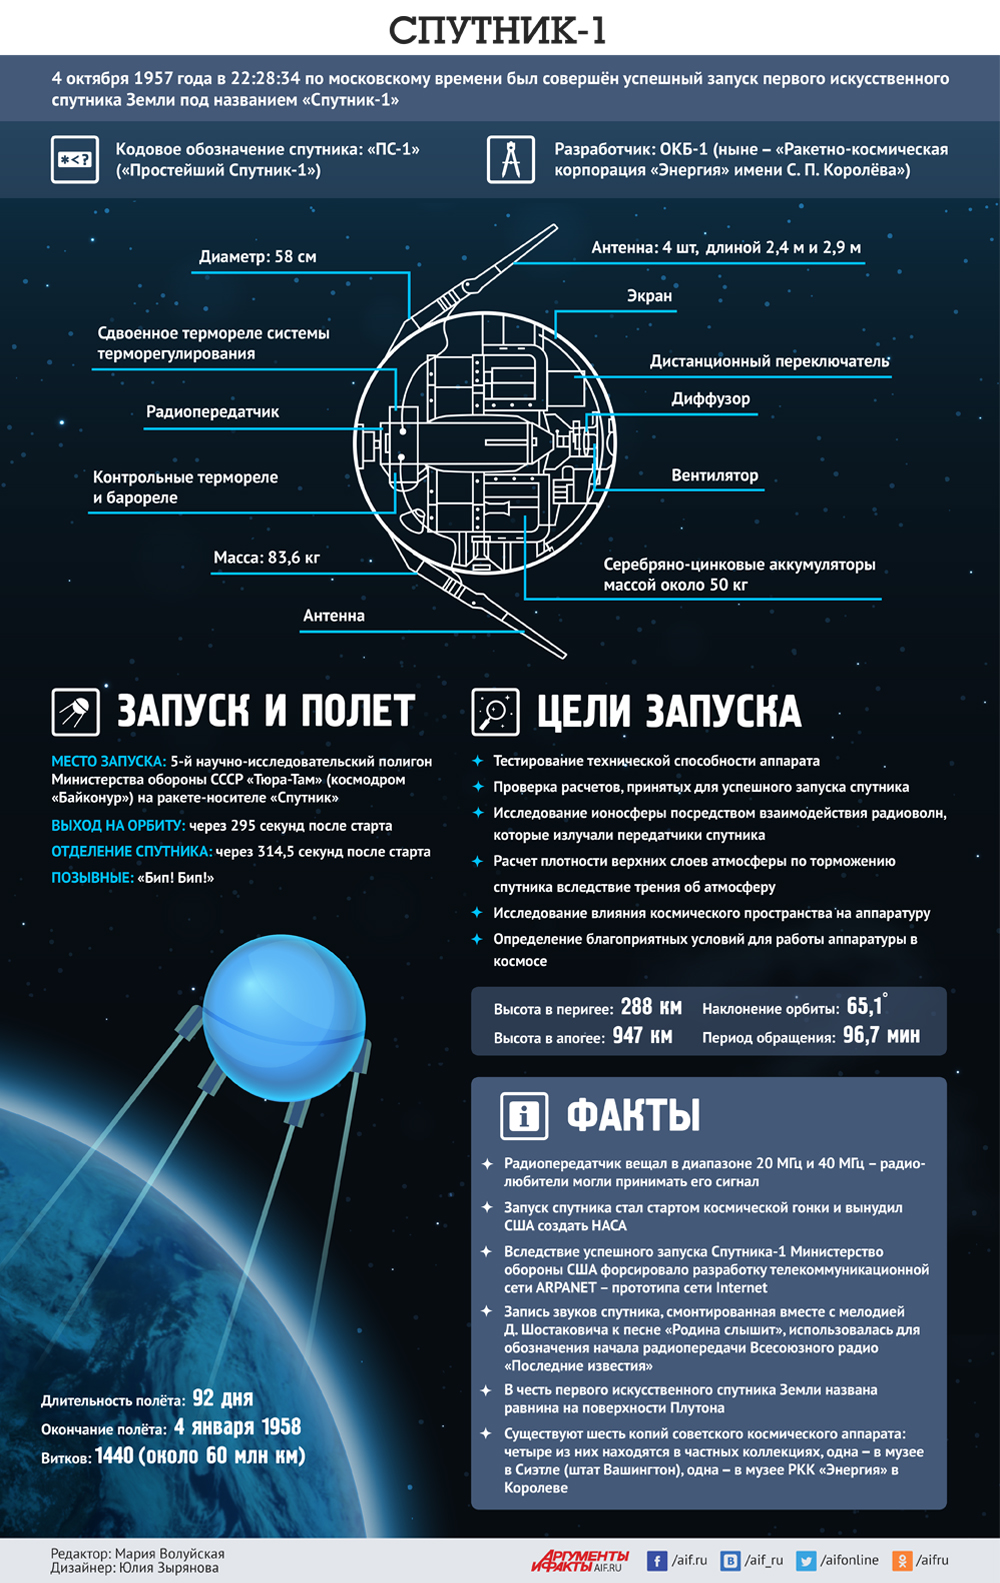 СПУТНИК-1
4 октября 1957 года в 22:28:34 по московскому времени был совершён успешный запуск первого искусственного
спутника Земли под названием «Спутник-1»
*<?
Кодовое обозначение спутника: «ПС-1»
(«Простейший Спутник-1»)
Разработчик: ОКБ-1 (ныне – «Ракетно-космическая
корпорация «Энергия» имени С. П. Королёва»)
Диаметр: 58 см
Антенна: 4 шт, длиной 2,4 м и 2,9 м
Экран
Сдвоенное термореле системы
терморегулирования
Дистанционный переключатель
Диффузор
Радиопередатчик
Контрольные термореле
и барореле
Вентилятор
Масса: 83,6 кг
Серебряно-цинковые аккумуляторы
массой около 50 кг
Антенна
ЗАПУСК И ПОЛЕТ
МЕСТО ЗАПУСКА: 5-й научно-исследовательский полигон
Министерства обороны СССР «Тюра-Там» (космодром
«Байконур») на ракете-носителе «Спутник»
ВЫХОД НА ОРБИТУ: через 295 секунд после старта
ОТДЕЛЕНИЕ СПУТНИКА: через 314,5 секунд после старта
ПОЗЫВНЫЕ: «Бип! Бип!»
ЦЕЛИ ЗАПУСКА
Тестирование технической способности аппарата
Проверка расчетов, принятых для успешного запуска спутника
Исследование ионосферы посредством взаимодействия радиоволн,
которые излучали передатчики спутника
Расчет плотности верхних слоев атмосферы по торможению
спутника вследствие трения об атмосферу
Исследование влияния космического пространства на аппаратуру
Определение благоприятных условий для работы аппаратуры в
космосе
Высота в перигее: 288 км
Наклонение орбиты: 65,1°
Высота в апогее: 947 км
Период обращения: 96,7 мин
i
ФАКТЫ
Радиопередатчик вещал в диапазоне 20 МГц и 40 МГц – радио-
любители могли принимать его сигнал
Запуск спутника стал стартом космической гонки и вынудил
США создать НАСА
Вследствие успешного запуска Спутника-1 Министерство
обороны США форсировало разработку телекоммуникационной
сети ARPANET – прототипа сети Internet
Запись звуков спутника, смонтированная вместе с мелодией
Д. Шостаковича к песне «Родина слышит», использовалась для
обозначения начала радиопередачи Всесоюзного радио
«Последние известия»
В честь первого искусственного спутника Земли названа
равнина на поверхности Плутона
Существуют шесть копий советского космического аппарата:
четыре из них находятся в частных коллекциях, одна – в музее
в Сиэтле (штат Вашингтон), одна – в музее РКК «Энергия» в
Королеве
Длительность полёта: 92 дня
Окончание полёта: 4 января 1958
Витков: 1440 (около 60 млн км)
Редактор: Мария Волуйская
Дизайнер: Юлия Зырянова
АРГУМЕНТЫ
И ФАКТЫ AIF.RU
f /aif.ru
B /aif_ru
/aifonline
/aifru